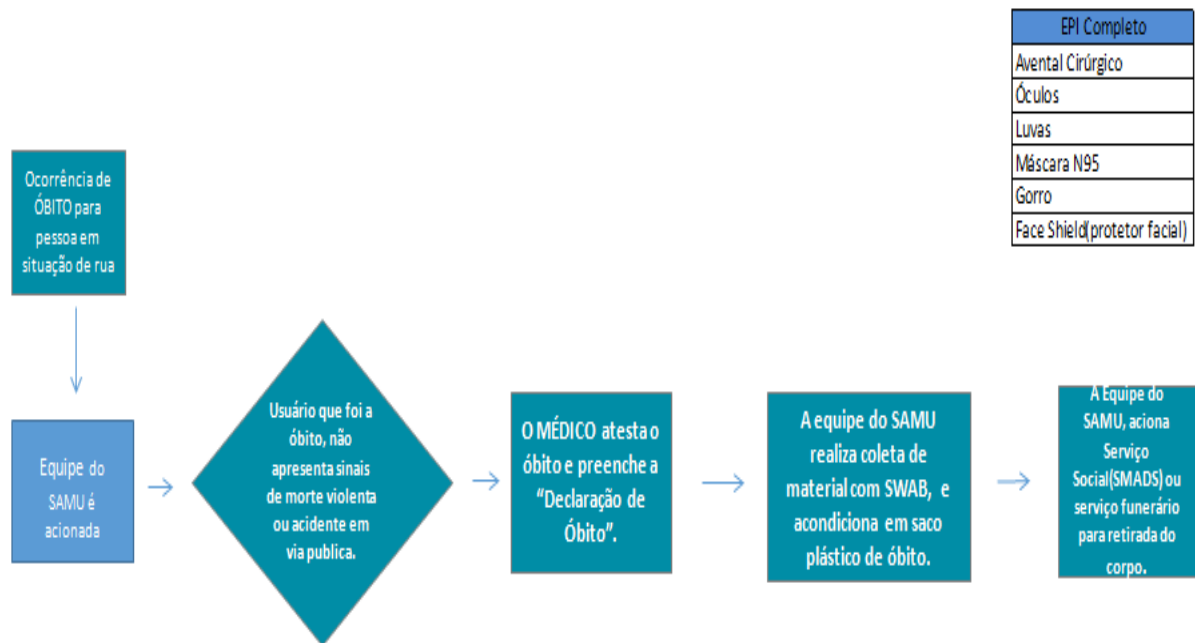 EPI Completo
Avental Cirúrgico
Óculos
Luvas
Máscara N95
Gorro
Face Shield(protetor facial)
Ocorrência de
ÓBITO para
pessoa em
situação de rua
Equipe do
SAMU é
acionada
Usuário que foi a
óbito, não
apresenta sinais
de morte violenta
ou acidente em
via publica.
O MÉDICO atesta o
óbito e preenche a
“Declaração de
Óbito”.
A equipe do SAMU
realiza coleta de
material com SWAB, e
acondiciona em saco
plástico de óbito.
A Equipe do
SAMU, aciona
Serviço
Social(SMADS) ou
serviço funerário
para retirada do
corpo.